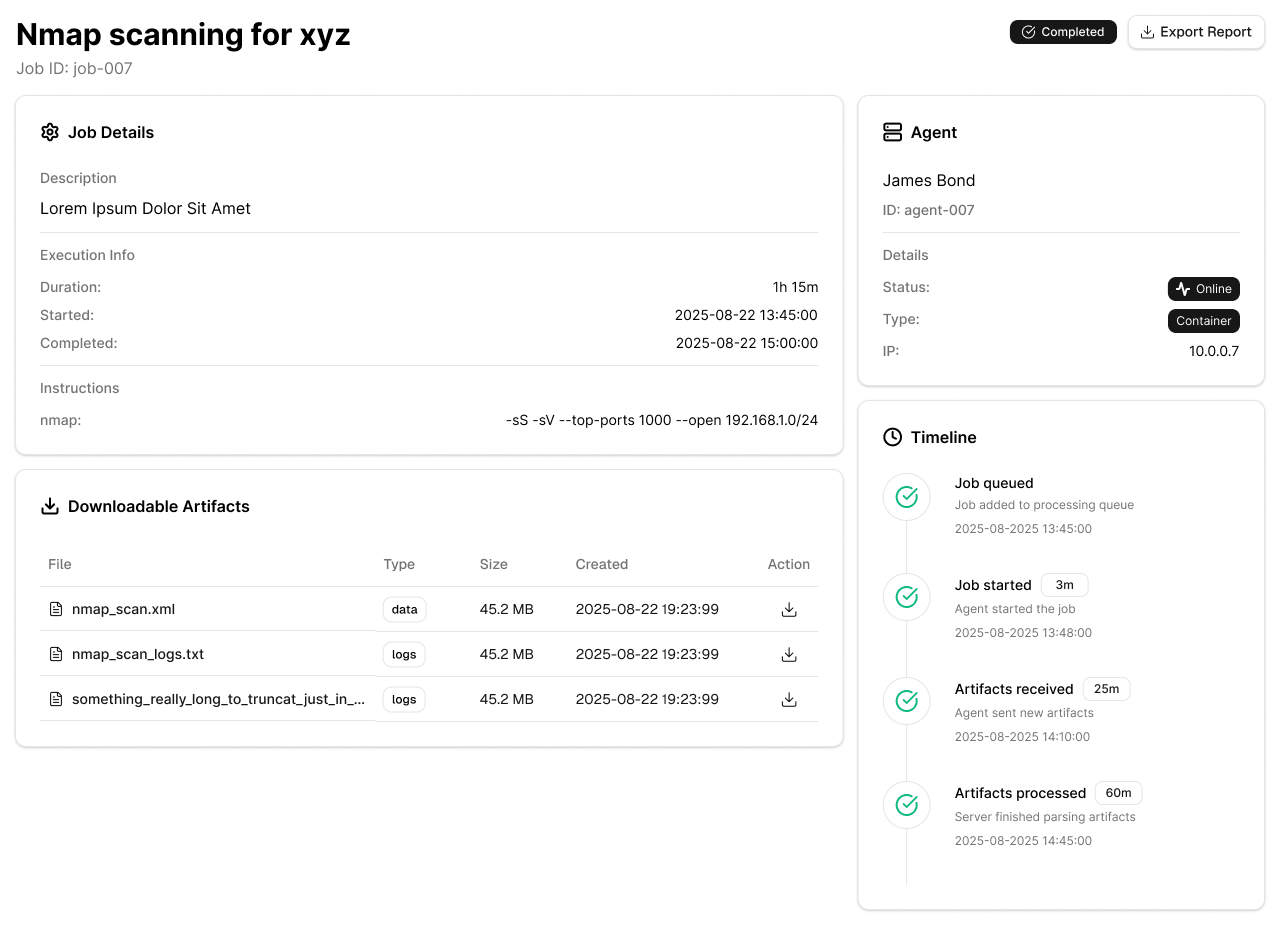 Nmap scanning for xyz
Job ID: job-007
Completed
Export Report
Job Details
Description
Lorem Ipsum Dolor Sit Amet
Execution Info
Duration: 1h 15m
Started: 2025-08-22 13:45:00
Completed: 2025-08-22 15:00:00
Instructions
nmap: -sS -sV --top-ports 1000 --open 192.168.1.0/24
Downloadable Artifacts
File Type Size Created Action
nmap_scan.xml data 45.2 MB 2025-08-22 19:23:99
nmap_scan_logs.txt logs 45.2 MB 2025-08-22 19:23:99
something_really_long_to_truncat_just_in_... logs 45.2 MB 2025-08-22 19:23:99
Agent
James Bond
ID: agent-007
Details
Status: Online
Type: Container
IP: 10.0.0.7
Timeline
Job queued
Job added to processing queue
2025-08-2025 13:45:00
Job started 3m
Agent started the job
2025-08-2025 13:48:00
Artifacts received 25m
Agent sent new artifacts
2025-08-2025 14:10:00
Artifacts processed 60m
Server finished parsing artifacts
2025-08-2025 14:45:00